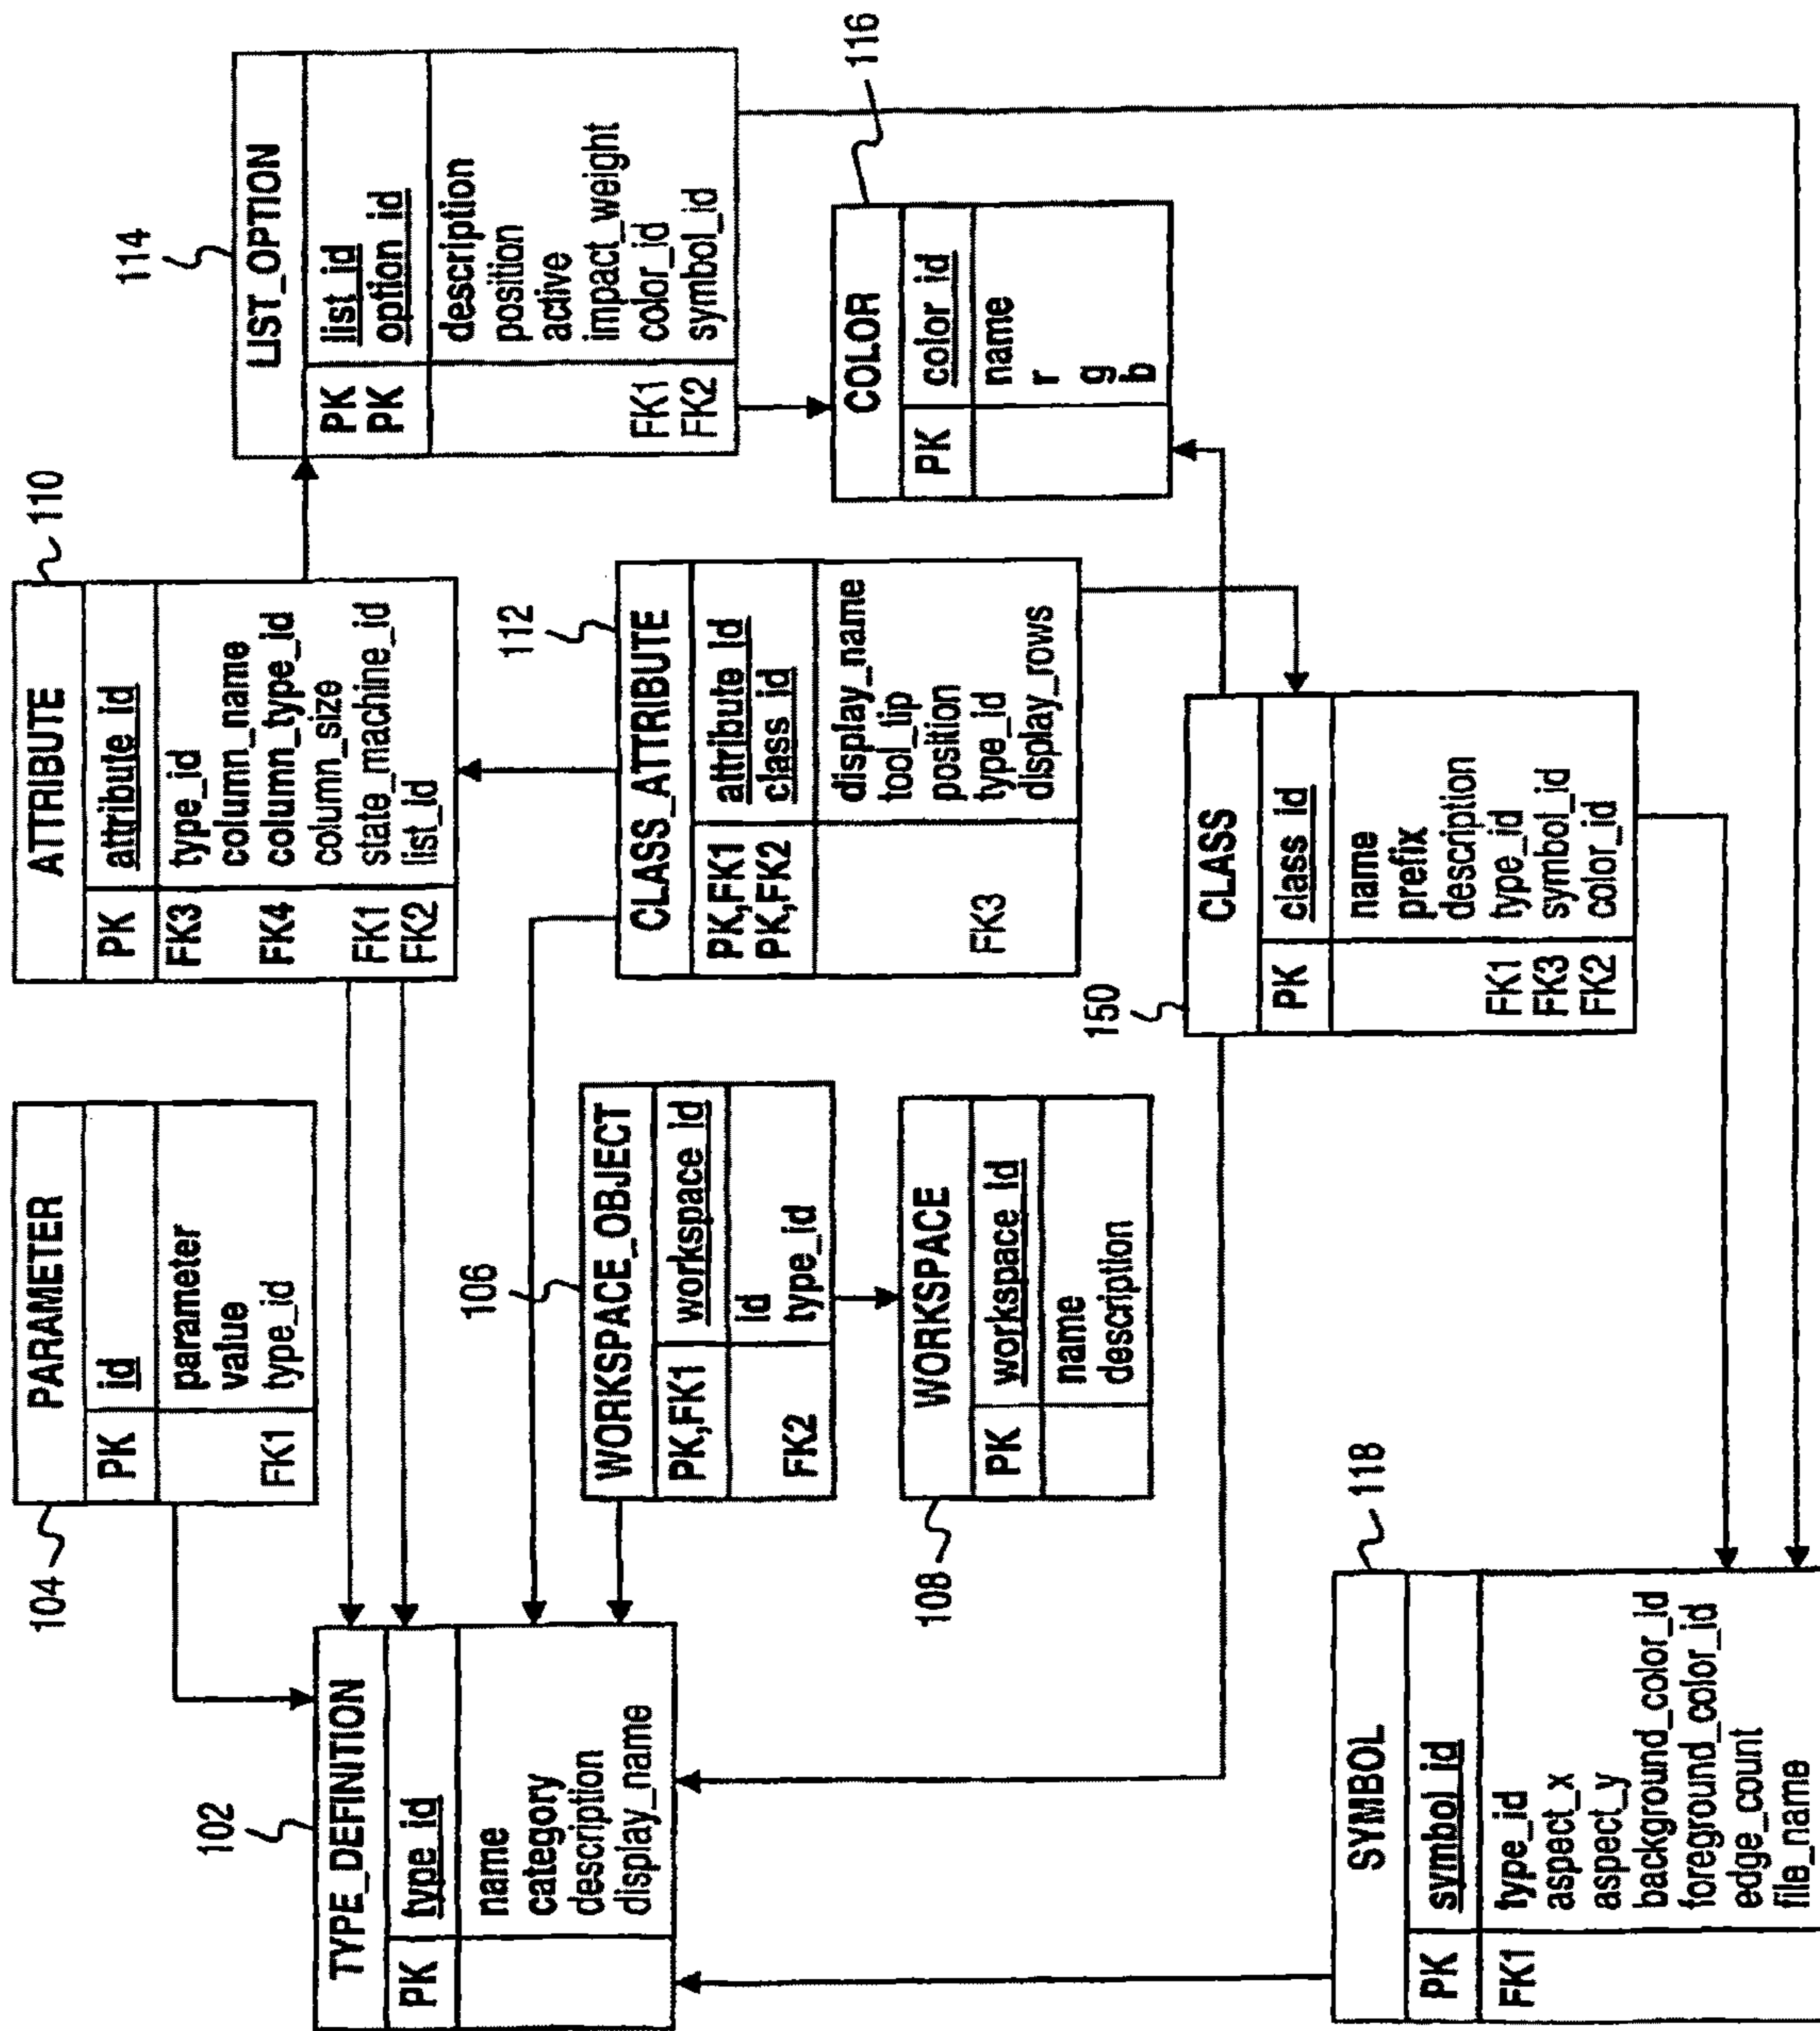 102
TYPE_DEFINITION
PK type_id
name
category
description
display_name
104
PARAMETER
PK id
parameter
value
FK1 type_id
110
ATTRIBUTE
PK attribute_id
FK3 type_id
column_name
FK4 column_type_id
column_size
FK1 state_machine_id
FK2 list_id
114
LIST_OPTION
PK list_id
PK option_id
description
position
active
impact_weight
FK1 color_id
FK2 symbol_id
106
WORKSPACE_OBJECT
PK,FK1 workspace_id
id
FK2 type_id
112
CLASS_ATTRIBUTE
PK,FK1 attribute_id
PK,FK2 class_id
display_name
tool_tip
position
FK3 type_id
display_rows
116
COLOR
PK color_id
name
r
g
b
108
WORKSPACE
PK workspace_id
name
description
150
CLASS
PK class_id
name
prefix
description
FK1 type_id
FK3 symbol_id
FK2 color_id
118
SYMBOL
PK symbol_id
FK1 type_id
aspect_x
aspect_y
background_color_id
foreground_color_id
edge_count
file_name